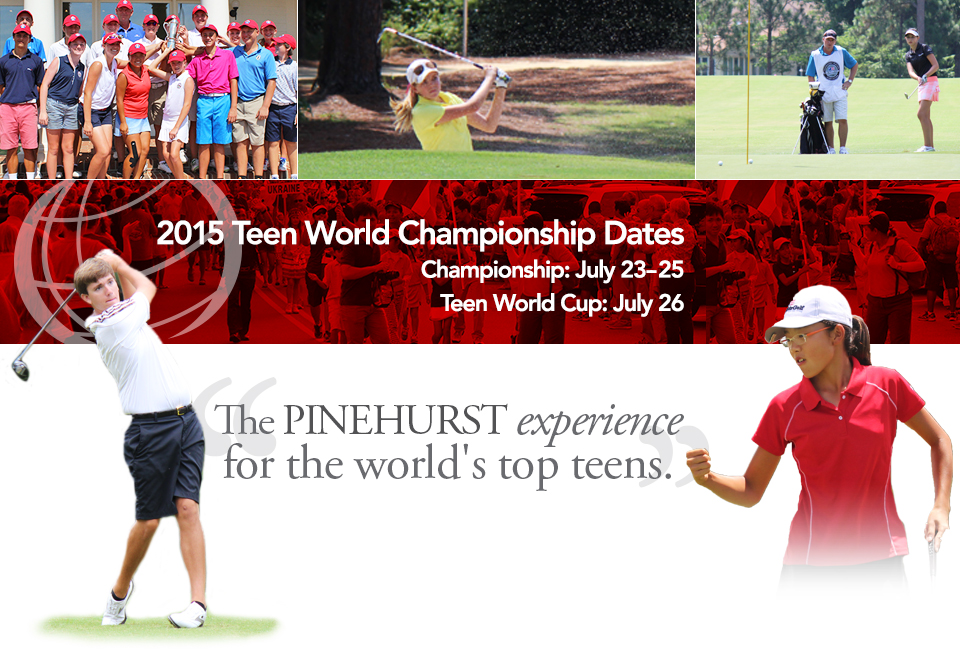 UKRAINE
2015 Teen World Championship Dates
Championship: July 23–25
Teen World Cup: July 26
“The PINEHURST experience
for the world's top teens.”